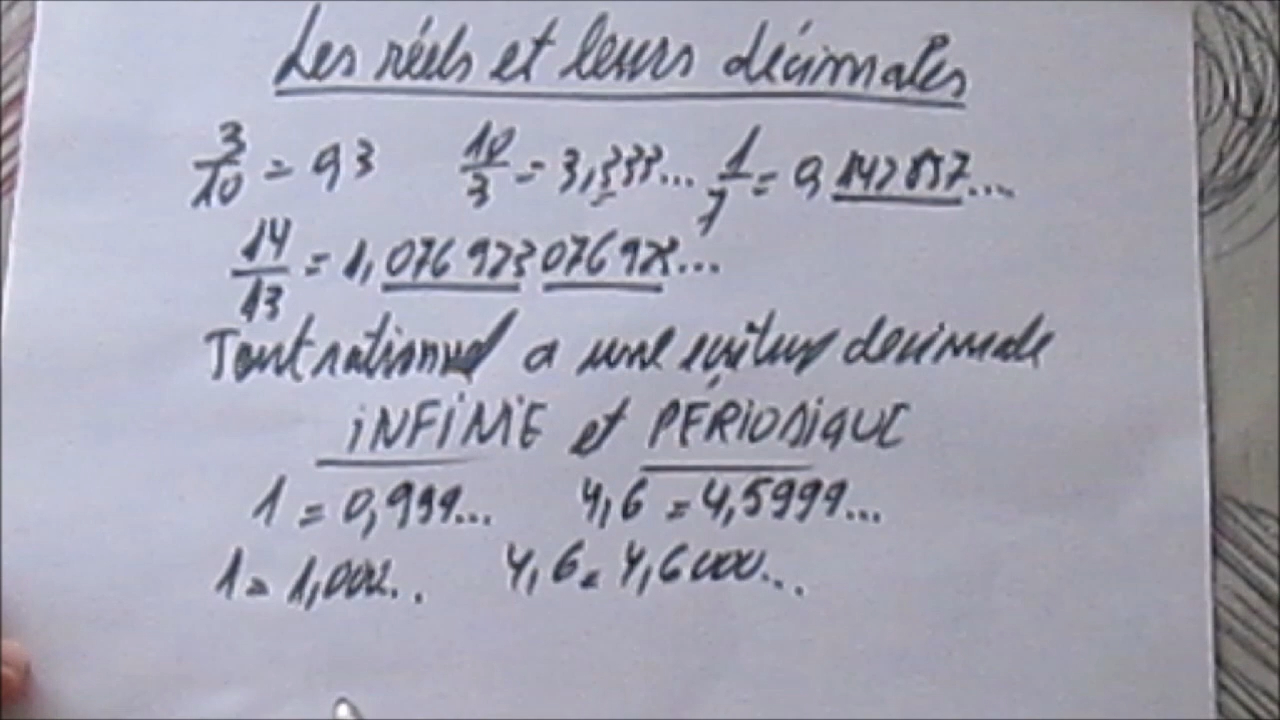 Les réels et leurs décimales
3/10 = 0,3 10/3 = 3,333... 1/7 = 0,142857...
14/13 = 1,076923076923...
Tout rationnel a une écriture décimale
iNFINIE et PÉRIODIQUE
1 = 0,999... 4,6 = 4,5999...
1 = 1,000... 4,6 = 4,6000...